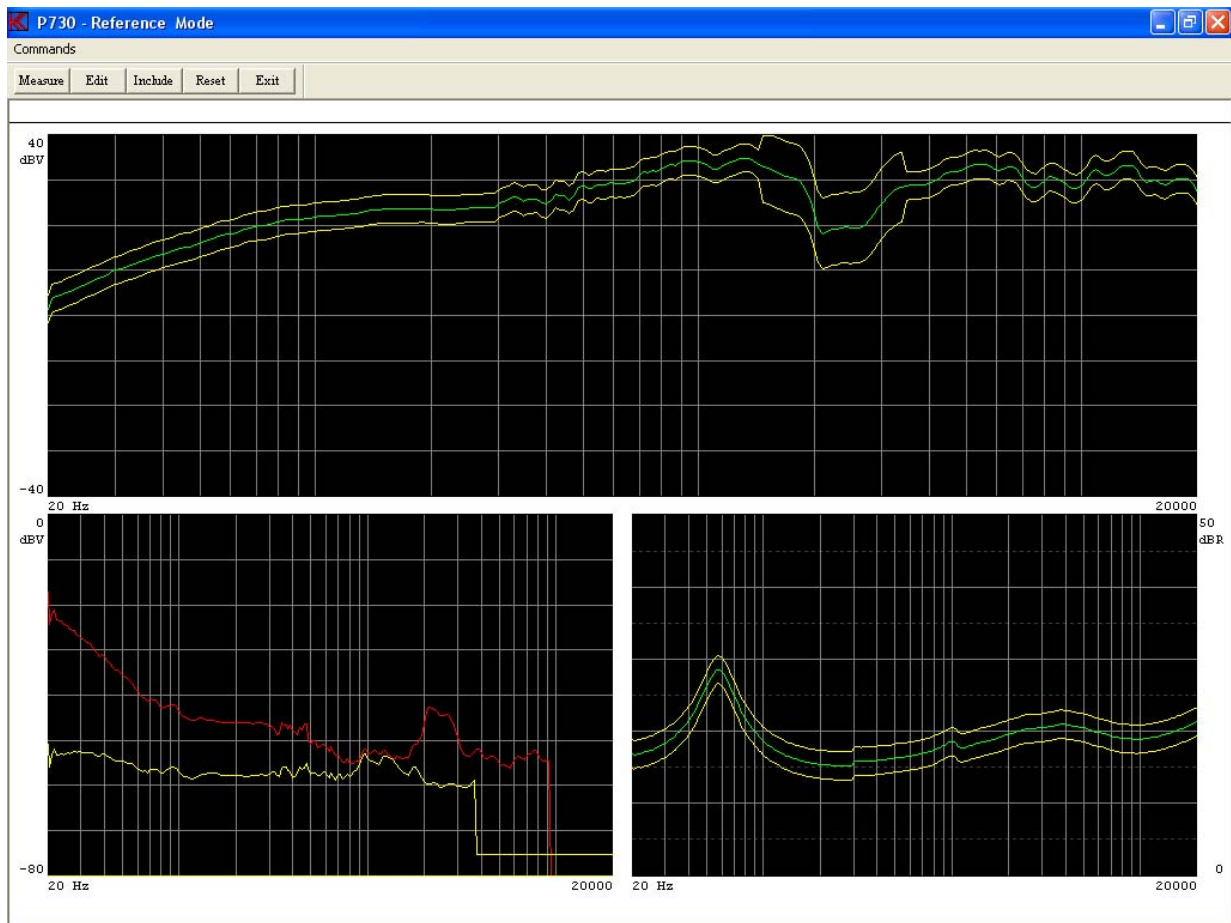 P730 - Reference Mode
Commands
Measure Edit Include Reset Exit
40
dBV
-40
20 Hz 20000
0
dBV
-80
20 Hz 20000
50
dBR
0
20 Hz 20000